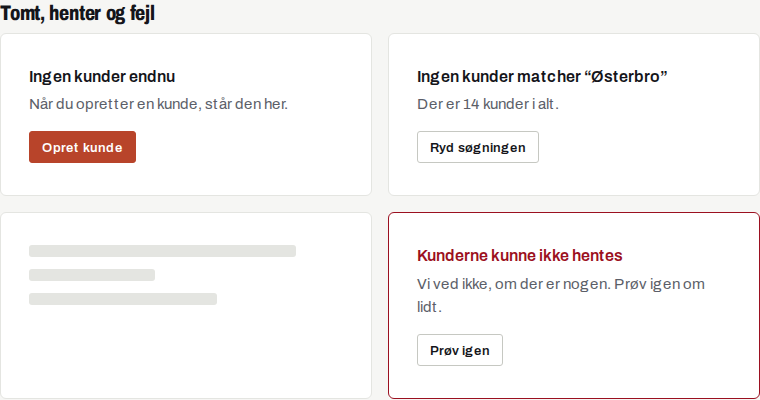 Tomt, henter og fejl
Ingen kunder endnu
Når du opretter en kunde, står den her.
Opret kunde
Ingen kunder matcher “Østerbro”
Der er 14 kunder i alt.
Ryd søgningen
Kunderne kunne ikke hentes
Vi ved ikke, om der er nogen. Prøv igen om
lidt.
Prøv igen